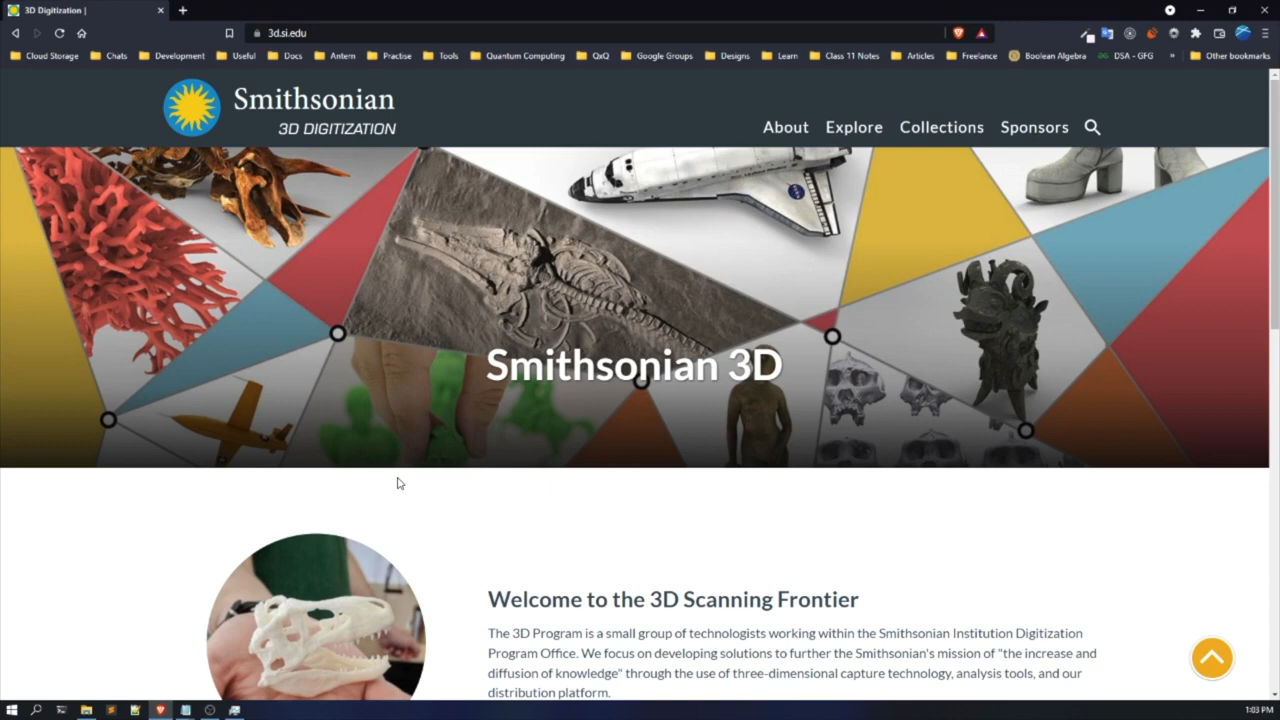 3D Digitization |
3d.si.edu
Cloud Storage Chats Development Useful Docs Antern Practise Tools Quantum Computing QxQ Google Groups Designs Learn Class 11 Notes Articles Freelance Boolean Algebra DSA - GFG » Other bookmarks
Smithsonian
3D DIGITIZATION
About Explore Collections Sponsors
Smithsonian 3D
Welcome to the 3D Scanning Frontier
The 3D Program is a small group of technologists working within the Smithsonian Institution Digitization
Program Office. We focus on developing solutions to further the Smithsonian's mission of "the increase and
diffusion of knowledge" through the use of three-dimensional capture technology, analysis tools, and our
distribution platform.
1:03 PM